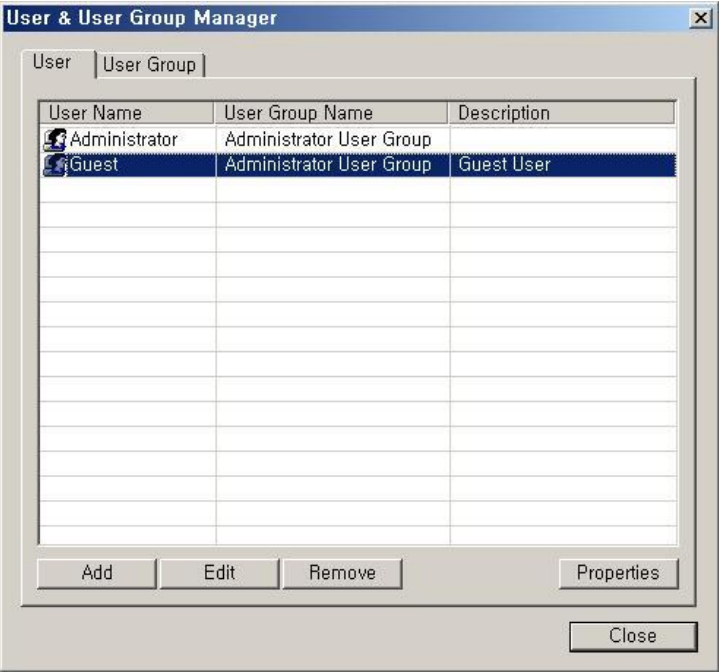 User & User Group Manager
User User Group
User Name User Group Name Description
Administrator Administrator User Group
Guest Administrator User Group Guest User
Add Edit Remove Properties
Close